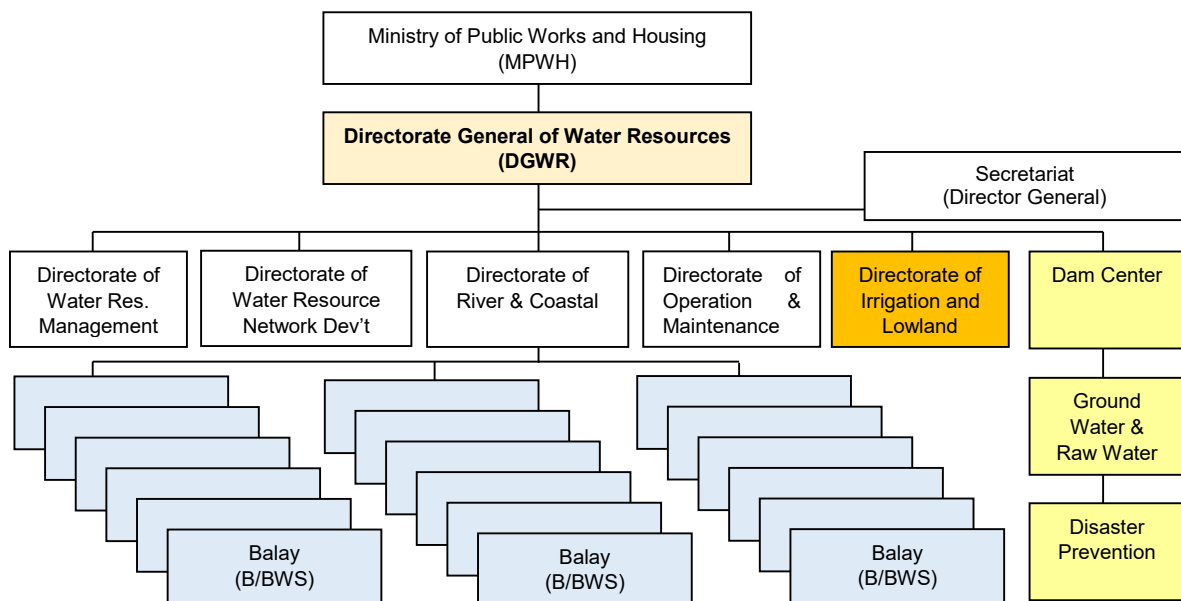 Ministry of Public Works and Housing
(MPWH)
Directorate General of Water Resources
(DGWR)
Secretariat
(Director General)
Directorate of
Water Res.
Management
Directorate of
Water Resource
Network Dev't
Directorate of
River & Coastal
Directorate of
Operation &
Maintenance
Directorate of
Irrigation and
Lowland
Dam Center
Ground
Water &
Raw Water
Balay
(B/BWS)
Balay
(B/BWS)
Balay
(B/BWS)
Disaster
Prevention